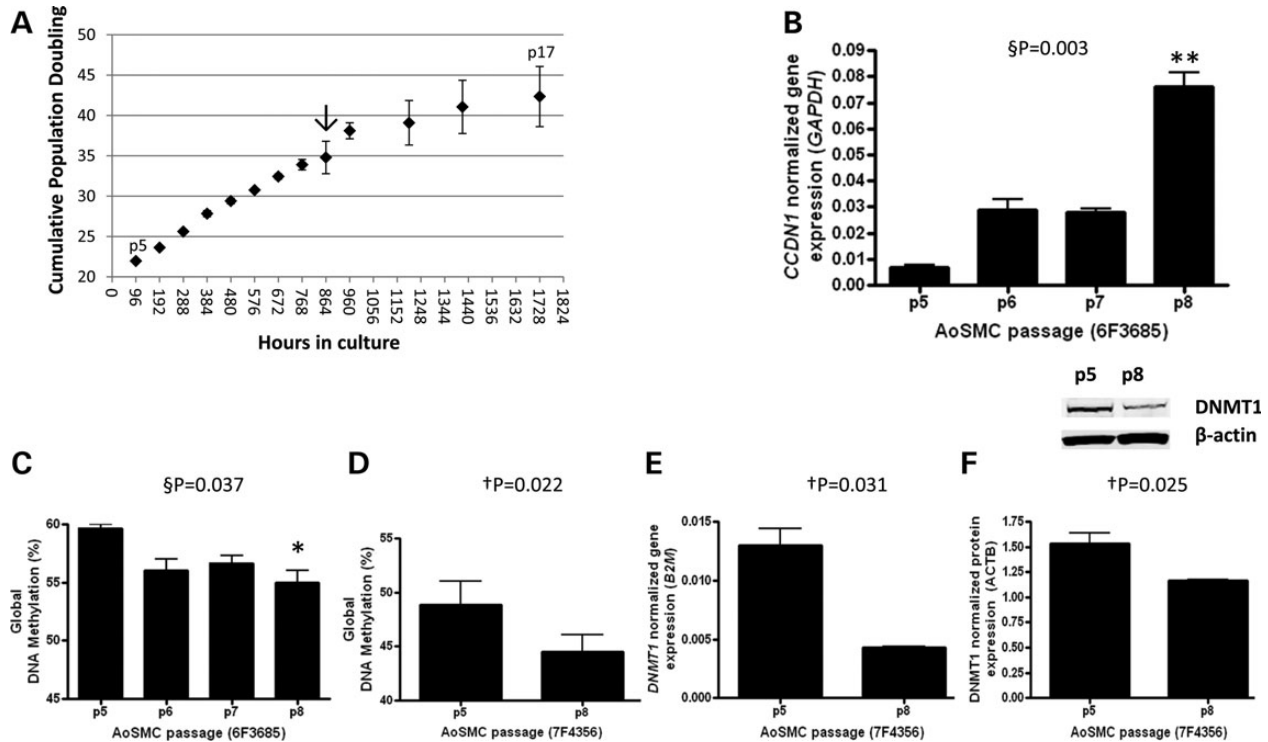 A
Cumulative Population Doubling
50
45
40
35
30
25
20
p5
p17
0
96
192
288
384
480
576
672
768
864
960
1056
1152
1248
1344
1440
1536
1632
1728
1824
Hours in culture
B
§P=0.003
CCDN1 normalized gene
expression (GAPDH)
0.09
0.08
0.07
0.06
0.05
0.04
0.03
0.02
0.01
0.00
**
p5
p6
p7
p8
AoSMC passage (6F3685)
p5 p8
DNMT1
β-actin
C
§P=0.037
Global
DNA Methylation (%)
60
55
50
45
*
p5
p6
p7
p8
AoSMC passage (6F3685)
D
†P=0.022
Global
DNA Methylation (%)
55
50
45
40
p5
p8
AoSMC passage (7F4356)
E
†P=0.031
DNMT1 normalized gene
expression (B2M)
0.015
0.010
0.005
0.000
p5
p8
AoSMC passage (7F4356)
F
†P=0.025
DNMT1 normalized protein
expression (ACTB)
1.75
1.50
1.25
1.00
0.75
0.50
0.25
0.00
p5
p8
AoSMC passage (7F4356)